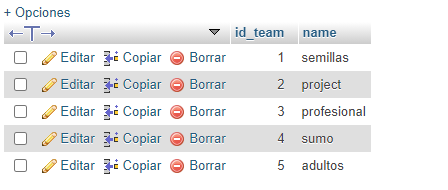 + Opciones
id_team name
Editar Copiar Borrar 1 semillas
Editar Copiar Borrar 2 project
Editar Copiar Borrar 3 profesional
Editar Copiar Borrar 4 sumo
Editar Copiar Borrar 5 adultos